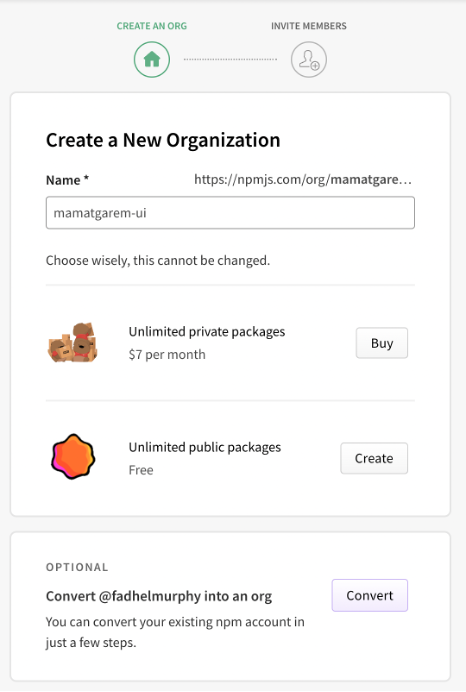 CREATE AN ORG
INVITE MEMBERS
Create a New Organization
Name *
https://npmjs.com/org/mamatgare...
mamatgarem-ui
Choose wisely, this cannot be changed.
Unlimited private packages
$7 per month
Buy
Unlimited public packages
Free
Create
OPTIONAL
Convert @fadhelmurphy into an org
You can convert your existing npm account in
just a few steps.
Convert